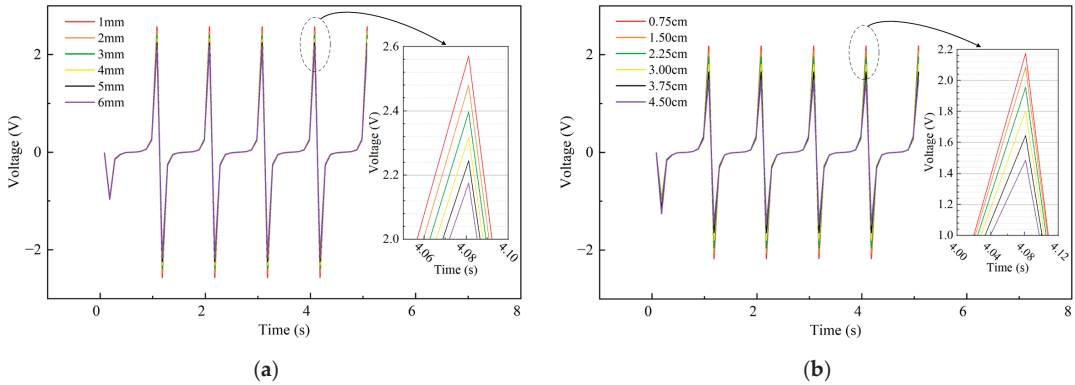 (a)
1mm
2mm
3mm
4mm
5mm
6mm
Voltage (V)
2
0
−2
0
2
4
6
8
Time (s)
Voltage (V)
2.6
2.4
2.2
2.0
4.06
4.08
4.10
Time (s)
(a)
(b)
0.75cm
1.50cm
2.25cm
3.00cm
3.75cm
4.50cm
Voltage (V)
2
0
−2
0
2
4
6
8
Time (s)
Voltage (V)
2.2
2.0
1.8
1.6
1.4
1.2
1.0
4.00
4.04
4.08
4.12
Time (s)
(b)